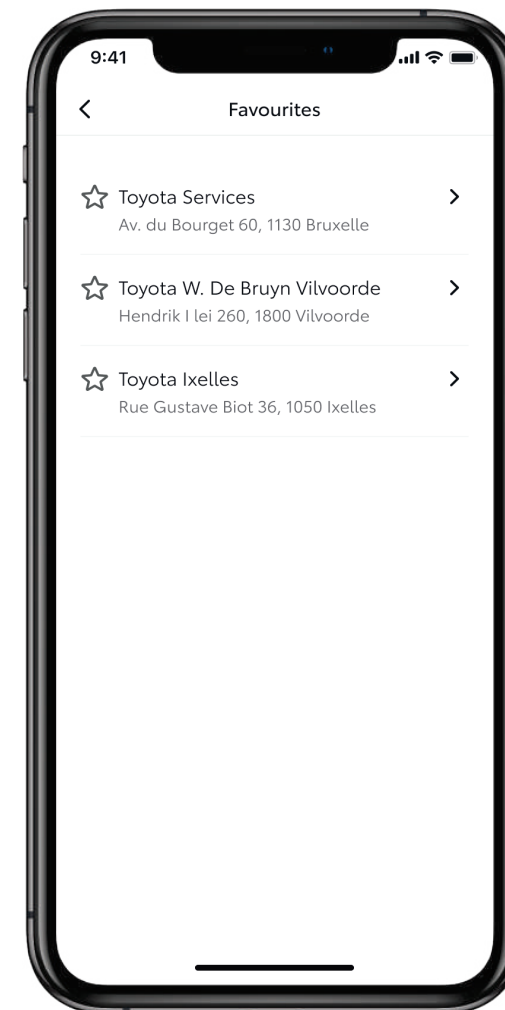 9:41
Favourites
Toyota Services
Av. du Bourget 60, 1130 Bruxelle
Toyota W. De Bruyn Vilvoorde
Hendrik I lei 260, 1800 Vilvoorde
Toyota Ixelles
Rue Gustave Biot 36, 1050 Ixelles